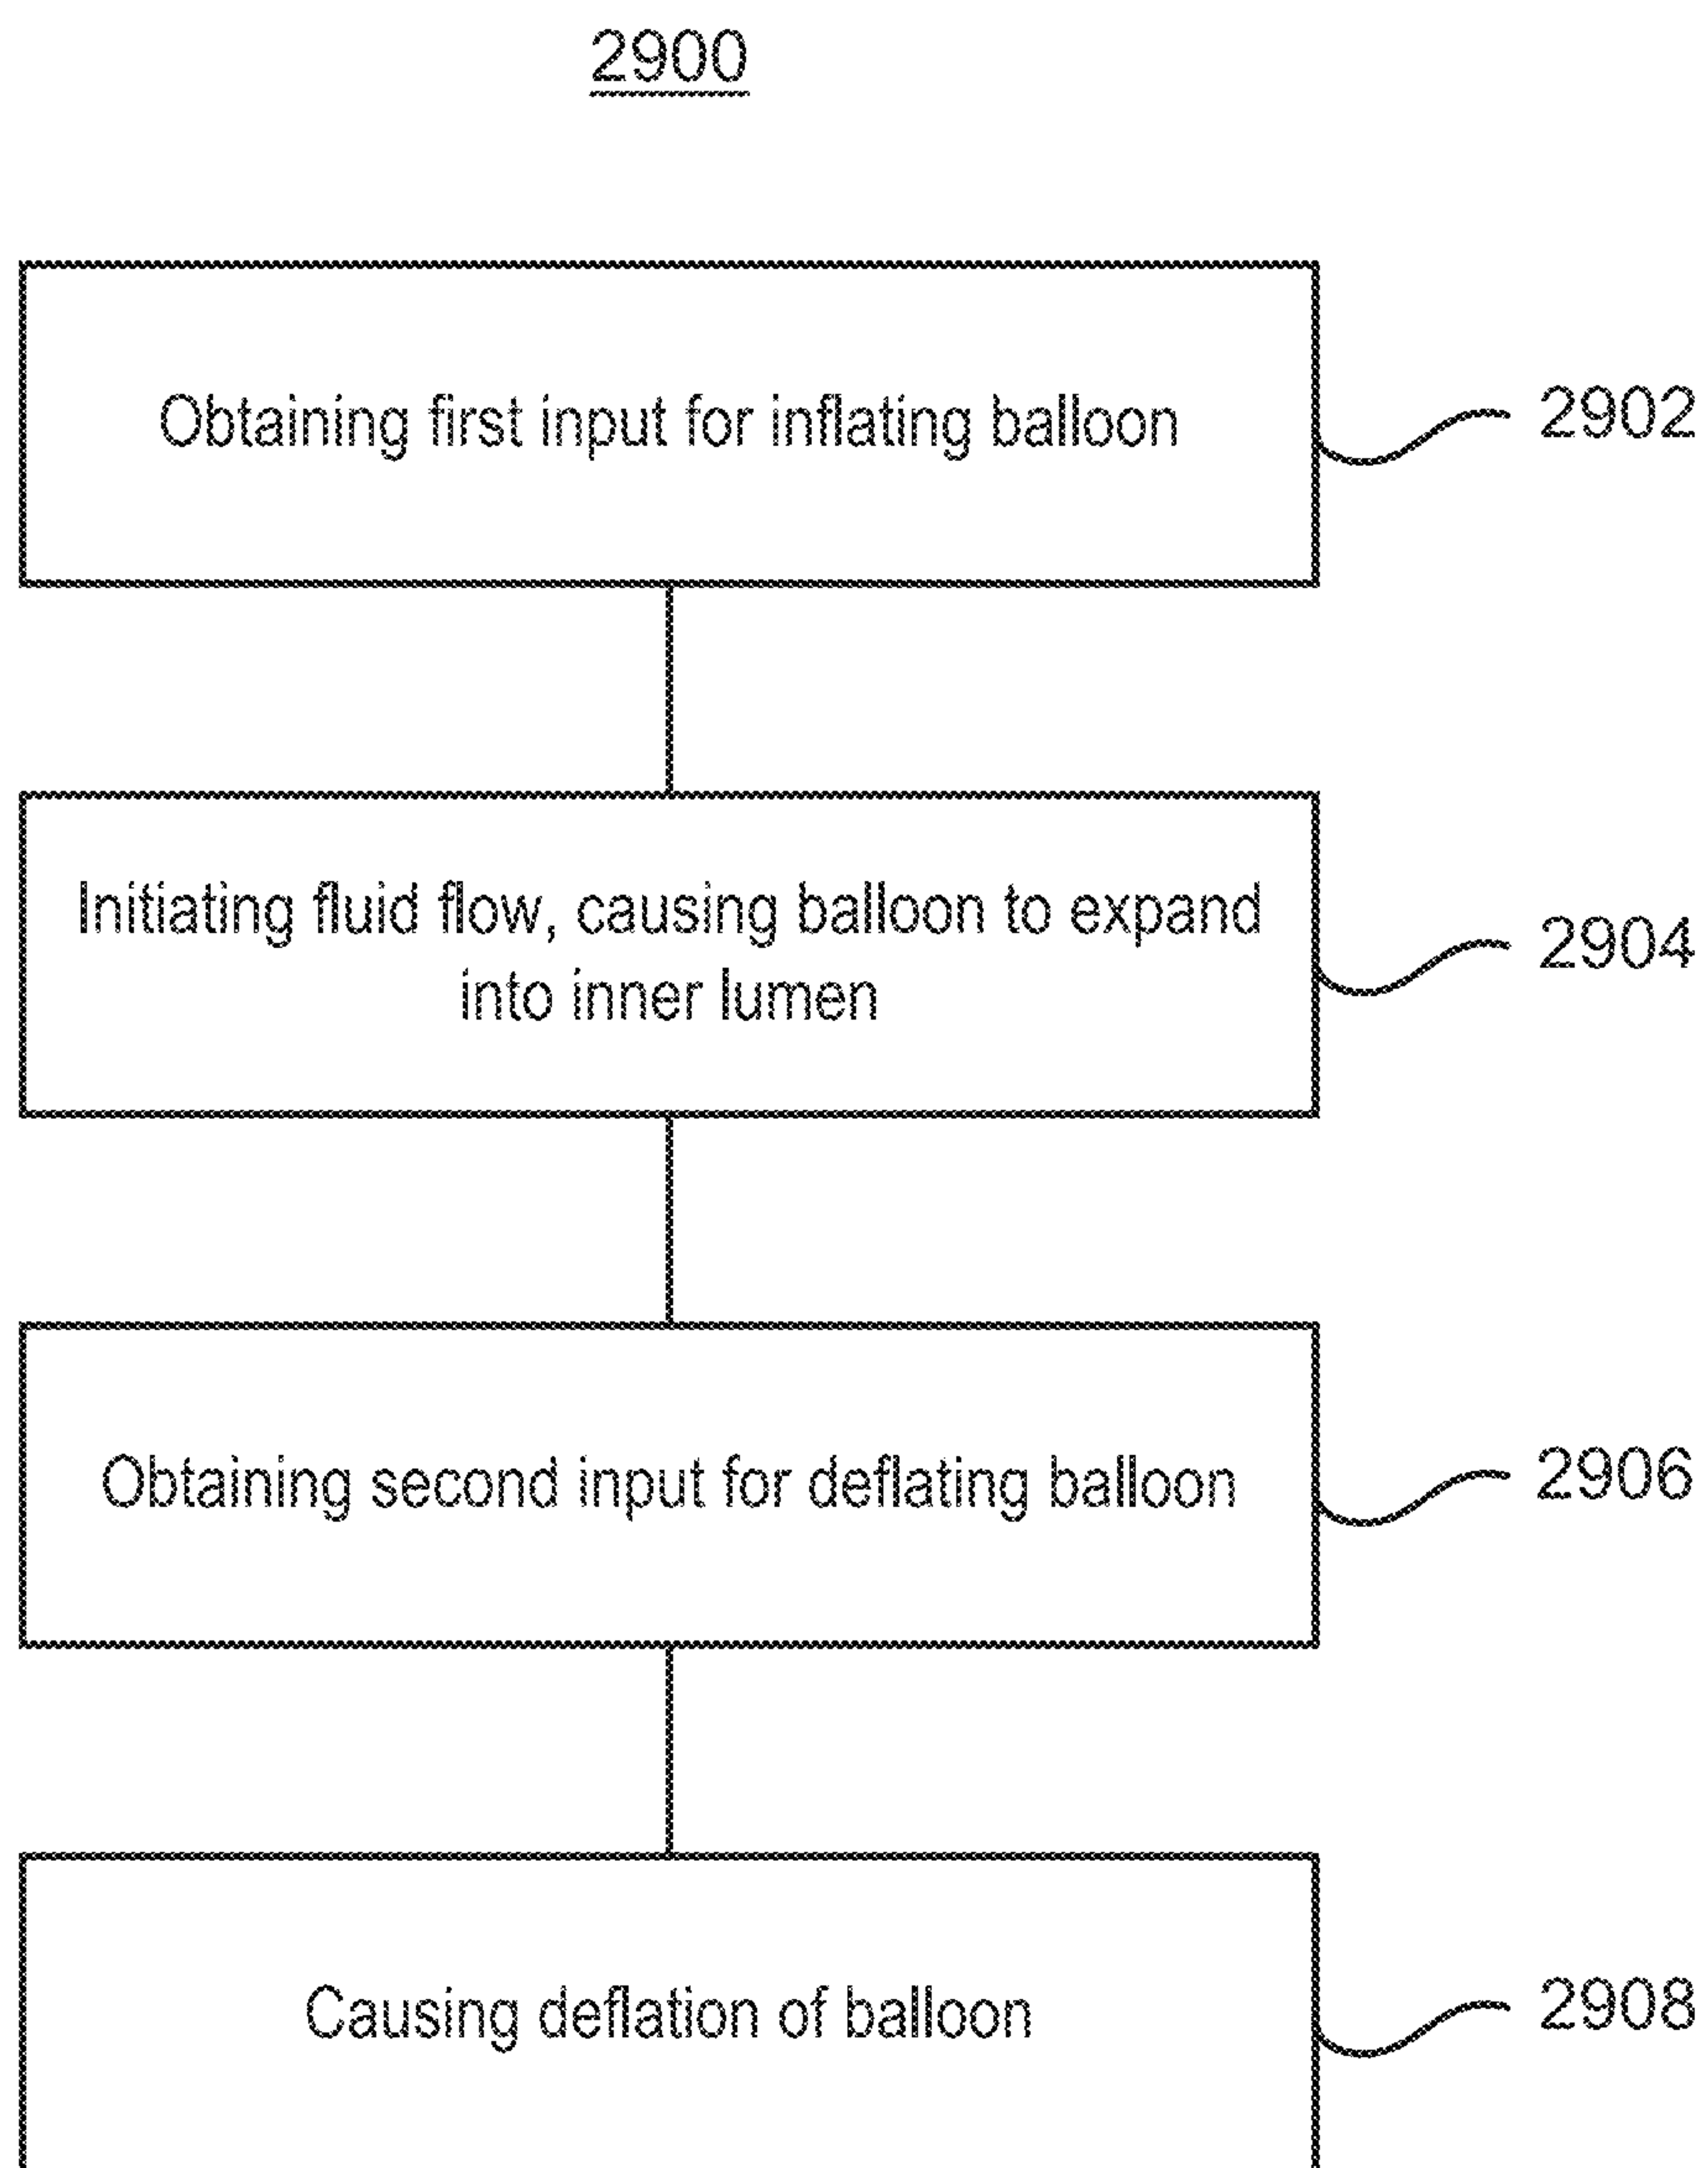 2900
Obtaining first input for inflating balloon
2902
Initiating fluid flow, causing balloon to expand
into inner lumen
2904
Obtaining second input for deflating balloon
2906
Causing deflation of balloon
2908